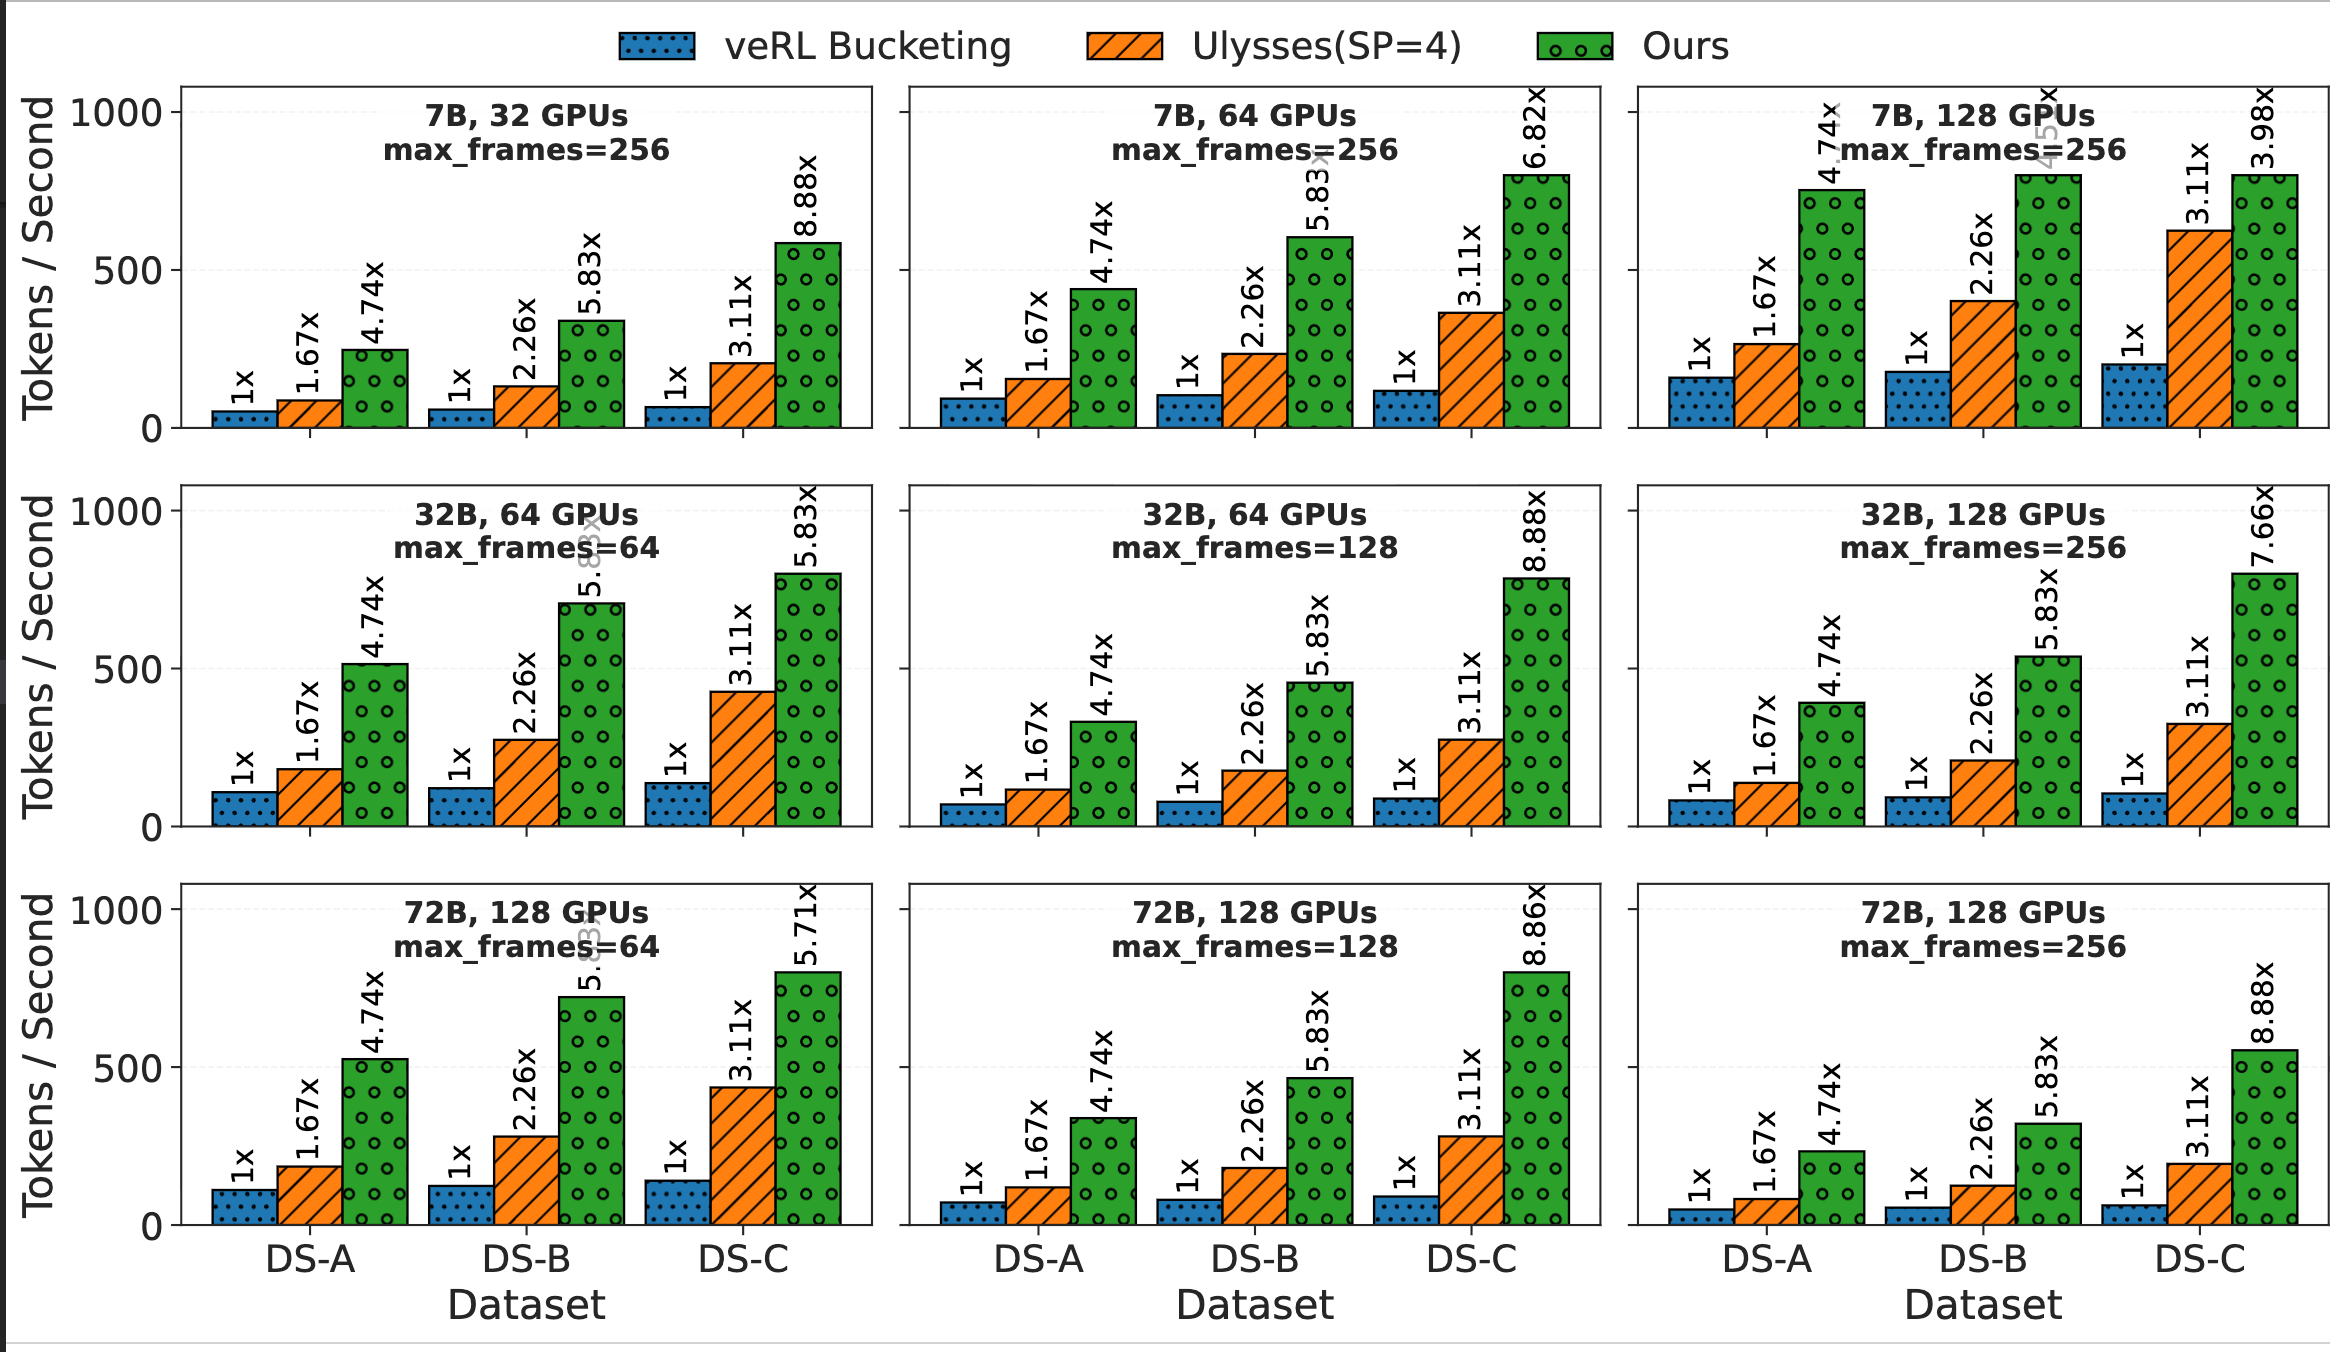 veRL Bucketing Ulysses(SP=4) Ours
Tokens / Second
1000
500
0
7B, 32 GPUs
max_frames=256
1x 1.67x 4.74x 1x 2.26x 5.83x 1x 3.11x 8.88x
7B, 64 GPUs
max_frames=256
1x 1.67x 4.74x 1x 2.26x 5.83x 1x 3.11x 6.82x
7B, 128 GPUs
max_frames=256
1x 1.67x 4.74x 1x 2.26x 1x 3.11x 3.98x
Tokens / Second
1000
500
0
32B, 64 GPUs
max_frames=64
1x 1.67x 4.74x 1x 2.26x 5.83x 1x 3.11x 5.83x
32B, 64 GPUs
max_frames=128
1x 1.67x 4.74x 1x 2.26x 5.83x 1x 3.11x 8.88x
32B, 128 GPUs
max_frames=256
1x 1.67x 4.74x 1x 2.26x 5.83x 1x 3.11x 7.66x
Tokens / Second
1000
500
0
72B, 128 GPUs
max_frames=64
1x 1.67x 4.74x 1x 2.26x 5.83x 1x 3.11x 5.71x
72B, 128 GPUs
max_frames=128
1x 1.67x 4.74x 1x 2.26x 5.83x 1x 3.11x 8.86x
72B, 128 GPUs
max_frames=256
1x 1.67x 4.74x 1x 2.26x 5.83x 1x 3.11x 8.88x
DS-A DS-B DS-C
Dataset
DS-A DS-B DS-C
Dataset
DS-A DS-B DS-C
Dataset